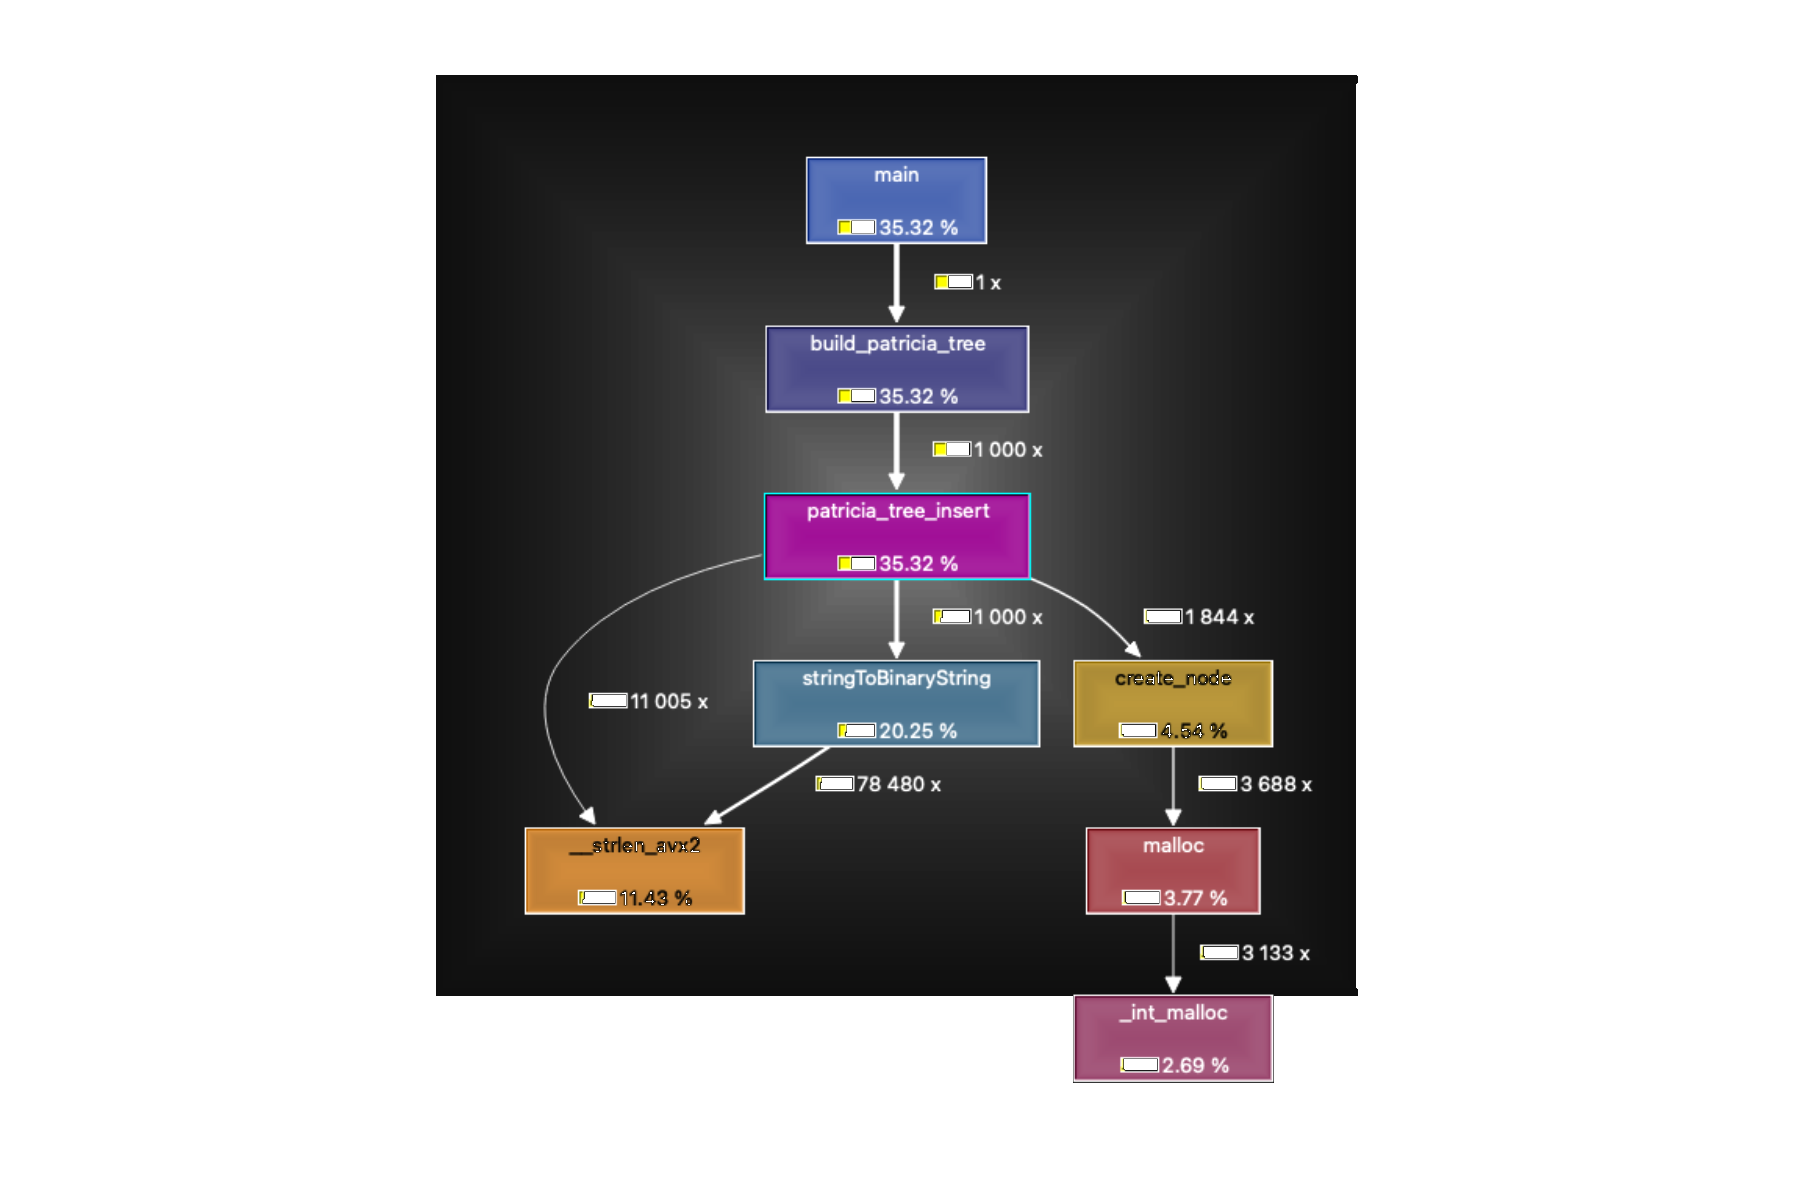 main
35.32 %
1 x
build_patricia_tree
35.32 %
1 000 x
patricia_tree_insert
35.32 %
1 000 x
1 844 x
stringToBinaryString
20.25 %
create_node
4.54 %
11 005 x
78 480 x
3 688 x
__strlen_avx2
11.43 %
malloc
3.77 %
3 133 x
_int_malloc
2.69 %